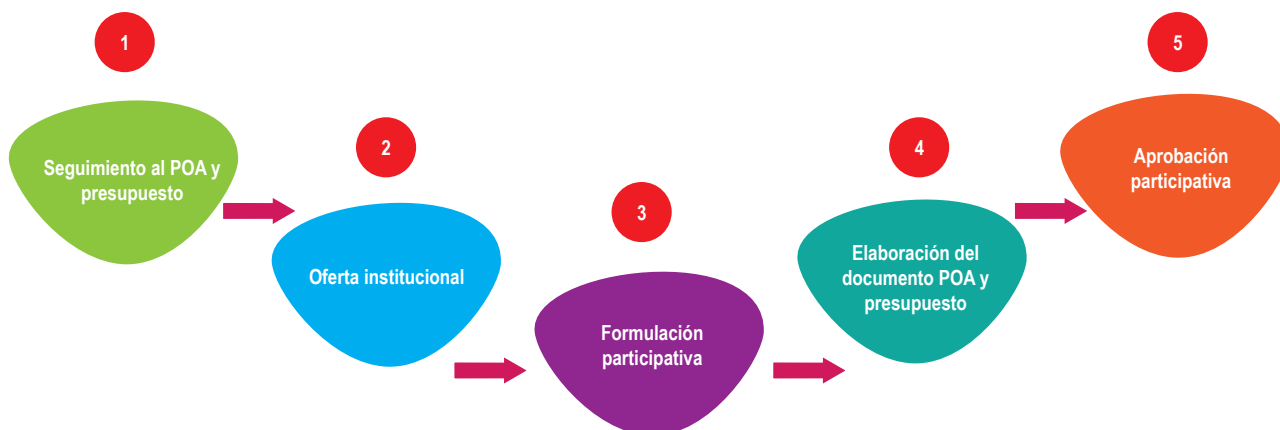 1
Seguimiento al POA y
presupuesto
2
Oferta institucional
3
Formulación
participativa
4
Elaboración del
documento POA y
presupuesto
5
Aprobación
participativa